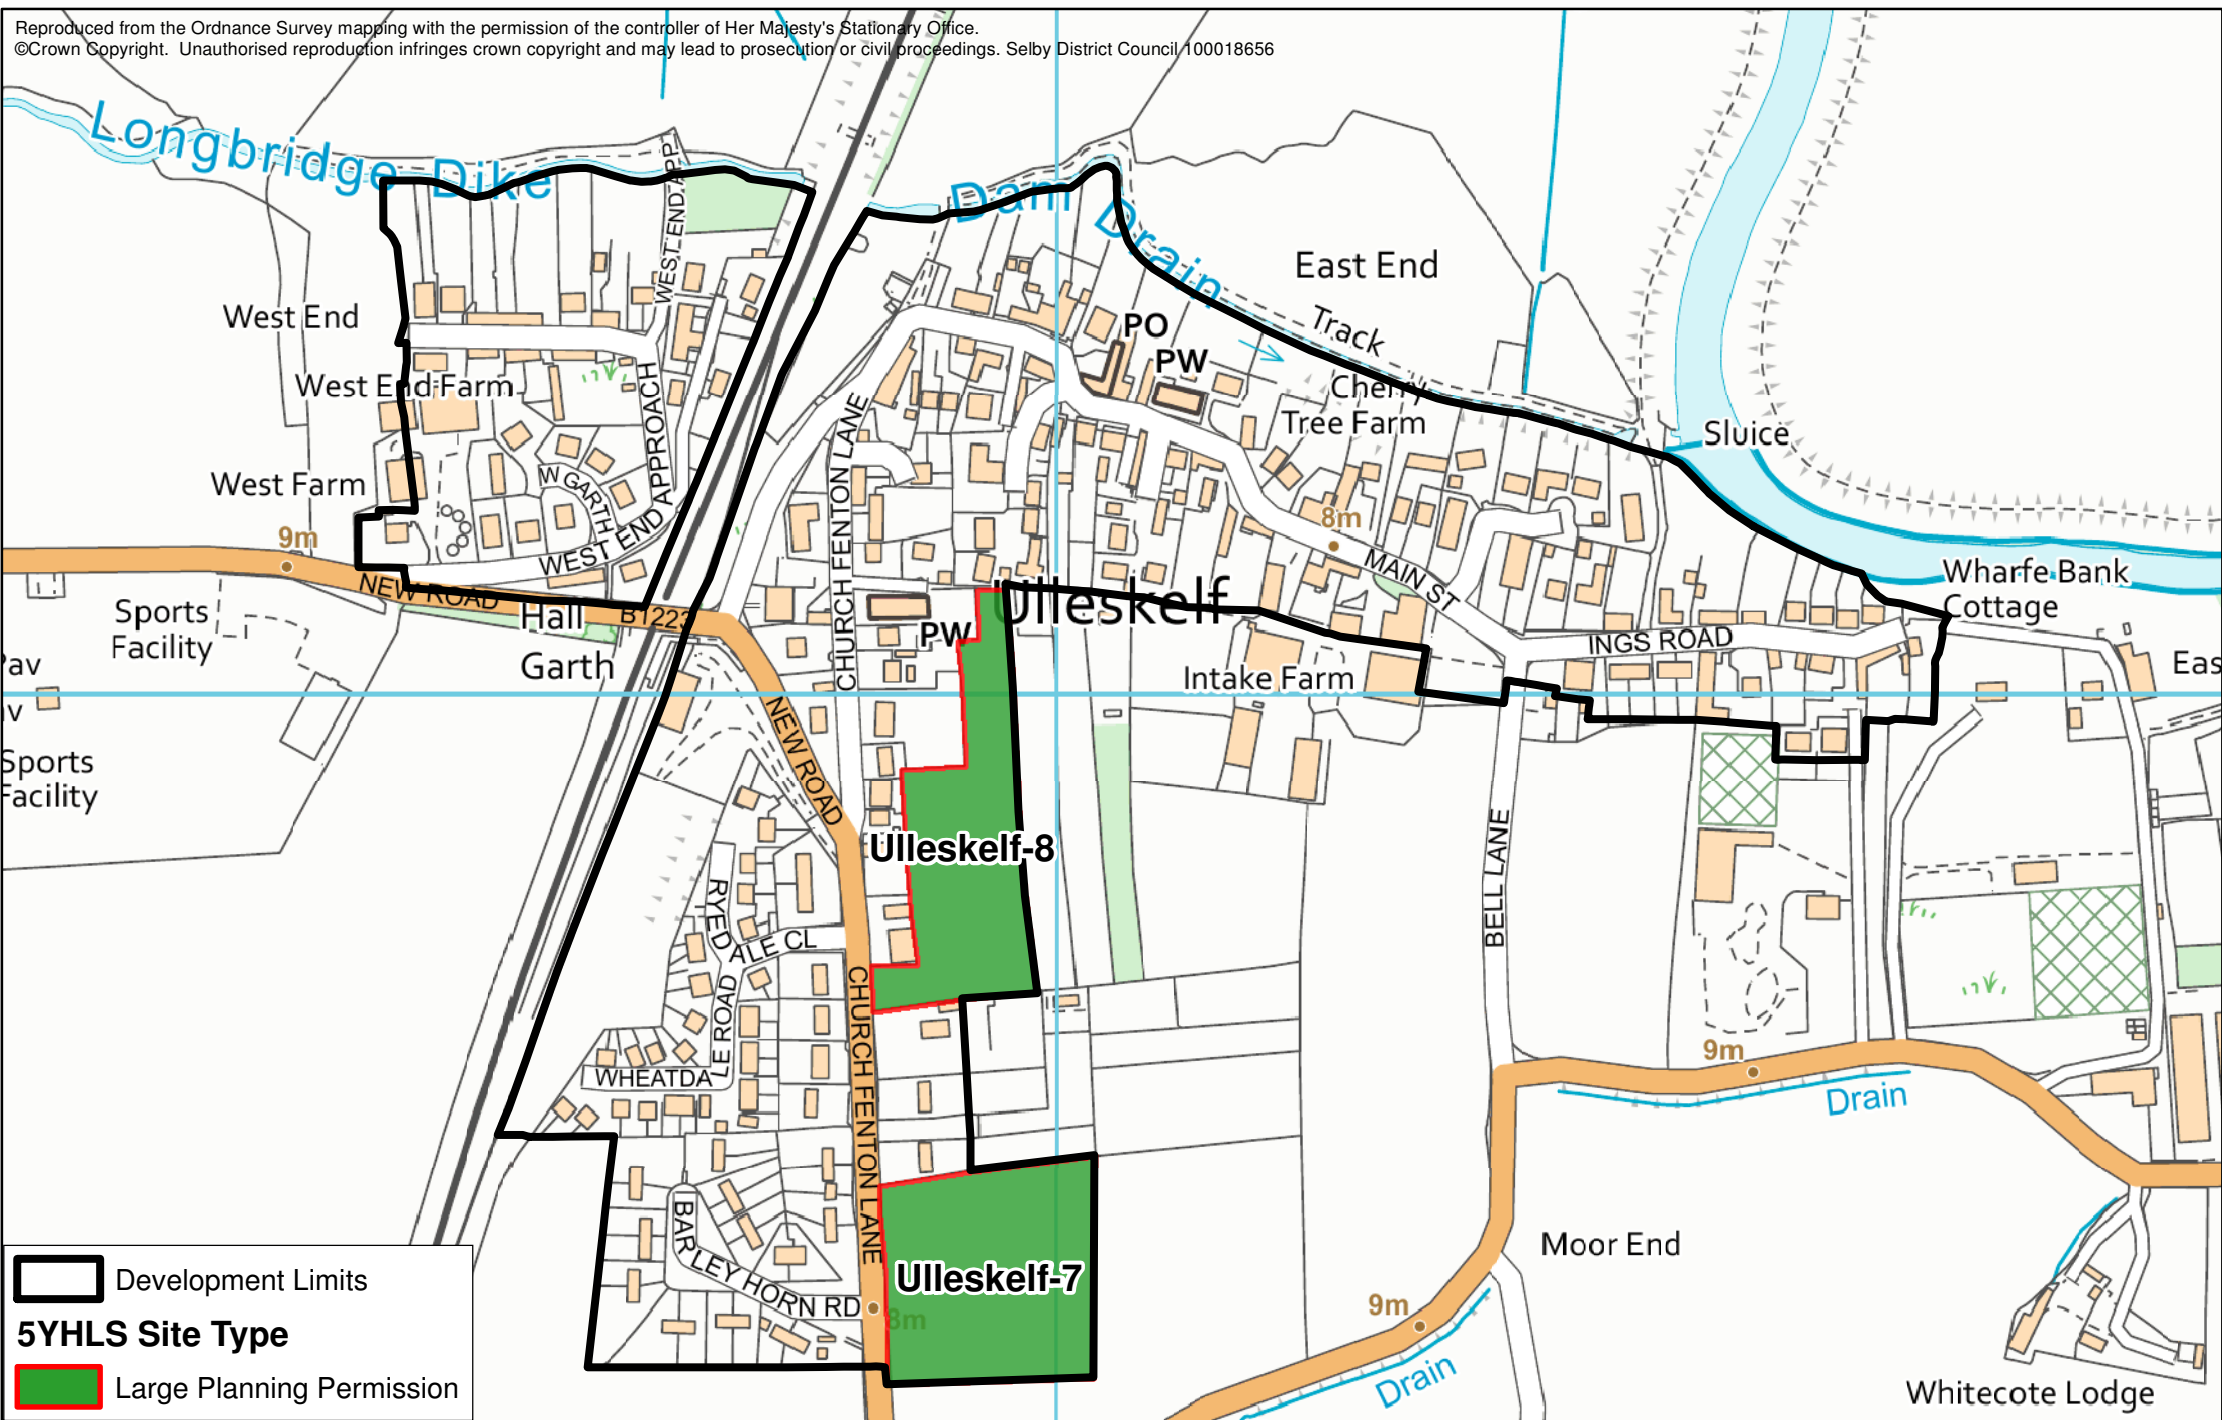 Reproduced from the Ordnance Survey mapping with the permission of the controller of Her Majesty's Stationary Office.
©Crown Copyright. Unauthorised reproduction infringes crown copyright and may lead to prosecution or civil proceedings. Selby District Council 100018656
Longbridge Dike
Dam Drain
WEST END APP
East End
Track
West End
PO
PW
West End Farm
Cherry
Tree Farm
WEST END APPROACH
CHURCH FENTON LANE
Sluice
West Farm
W GARTH
9m
8m
WEST END
MAIN ST
NEW ROAD
B1223
Hall
Garth
Ulleskelf
Wharfe Bank
Cottage
Sports
Facility
PW
INGS ROAD
Pav
Intake Farm
Eas
NEW ROAD
Sports
Facility
Ulleskelf-8
BELL LANE
RYEDALE CL
CHURCH FENTON LANE
WHEATDALE ROAD
9m
Drain
BARLEY HORN RD
Ulleskelf-7
8m
Moor End
9m
Drain
Whitecote Lodge
Development Limits
5YHLS Site Type
Large Planning Permission